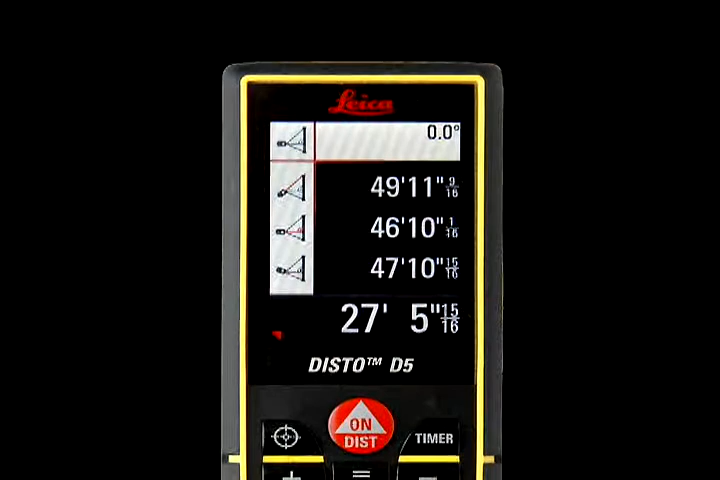 Leica
0.0°
49'11" 9/16
46'10" 1/16
47'10" 15/16
27' 5" 15/16
DISTO™ D5
ON
DIST
TIMER
+ = −